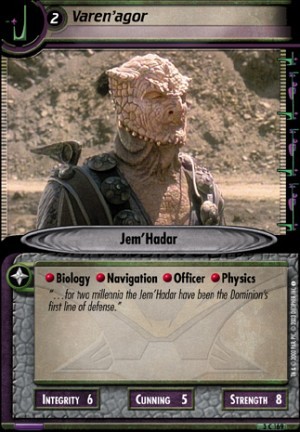 2 Varen'agor
Jem'Hadar
Biology Navigation Officer Physics
"…for two millennia the Jem'Hadar have been the Dominion's
first line of defense."
INTEGRITY 6 CUNNING 5 STRENGTH 8